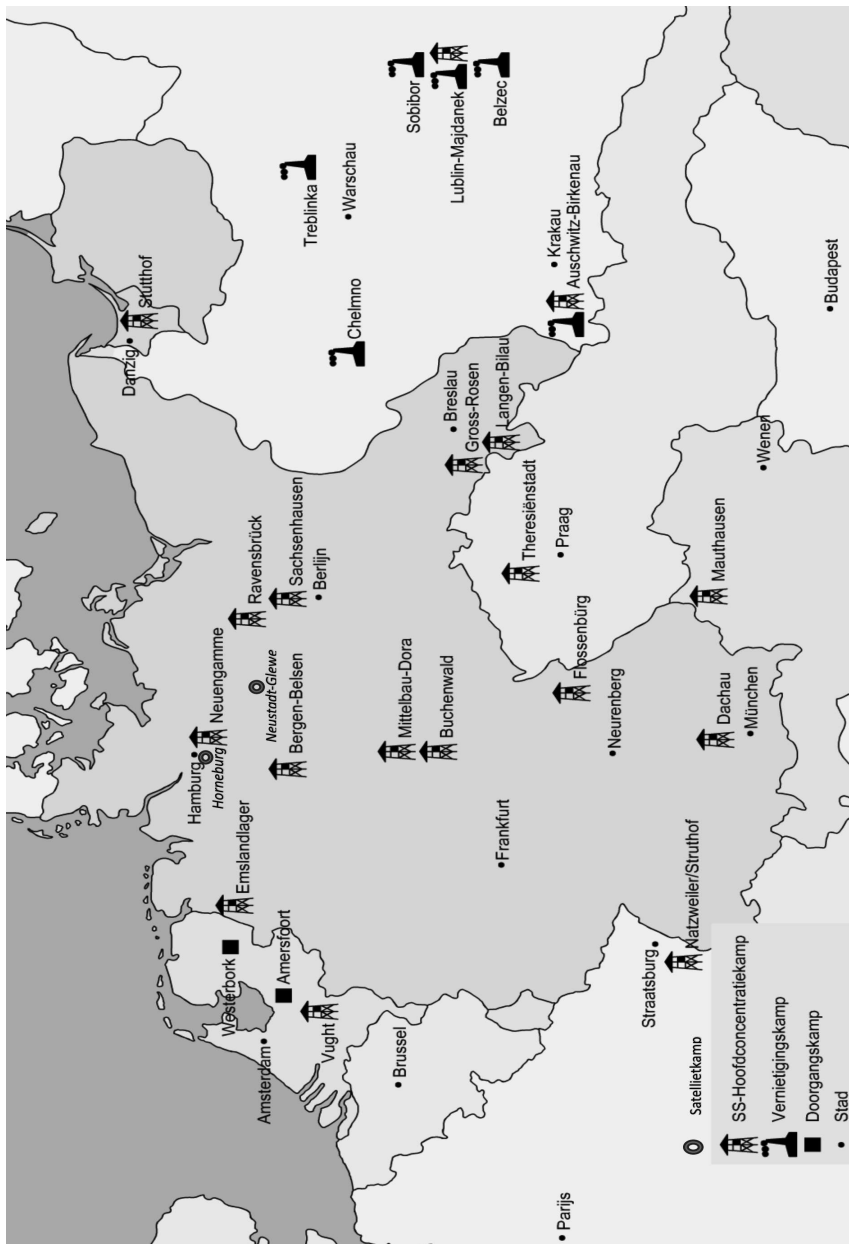 Danzig
Stutthof
Hamburg
Neuengamme
Horneburg
Ravensbrück
Neustadt-Glewe
Sachsenhausen
Berlijn
Bergen-Belsen
Emslandlager
Westerbork
Amersfoort
Amsterdam
Vught
Brussel
Treblinka
Warschau
Chelmno
Sobibor
Lublin-Majdanek
Belzec
Mittelbau-Dora
Buchenwald
Breslau
Gross-Rosen
Langen-Bilau
Krakau
Auschwitz-Birkenau
Theresiënstadt
Praag
Frankfurt
Flossenbürg
Neurenberg
Parijs
Straatsburg
Natzweiler/Struthof
Dachau
München
Mauthausen
Wenen
Budapest
Satellietkamp
SS-Hoofdconcentratiekamp
Vernietigingskamp
Doorgangskamp
Stad